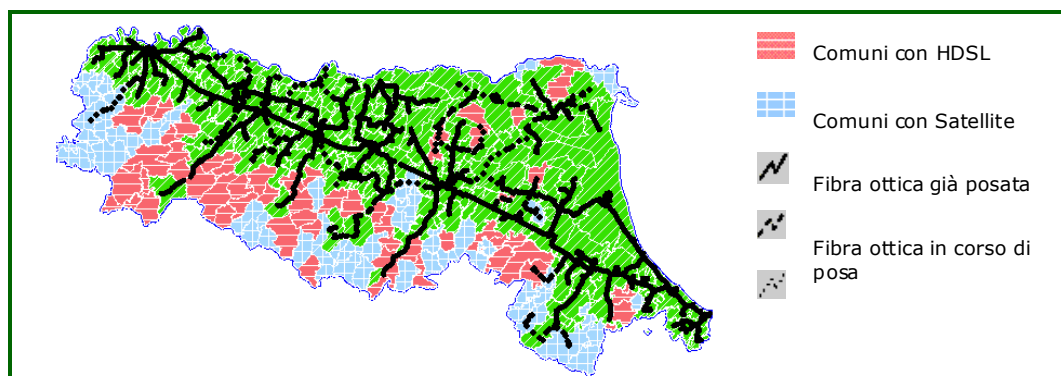 Comuni con HDSL
Comuni con Satellite
Fibra ottica già posata
Fibra ottica in corso di
posa